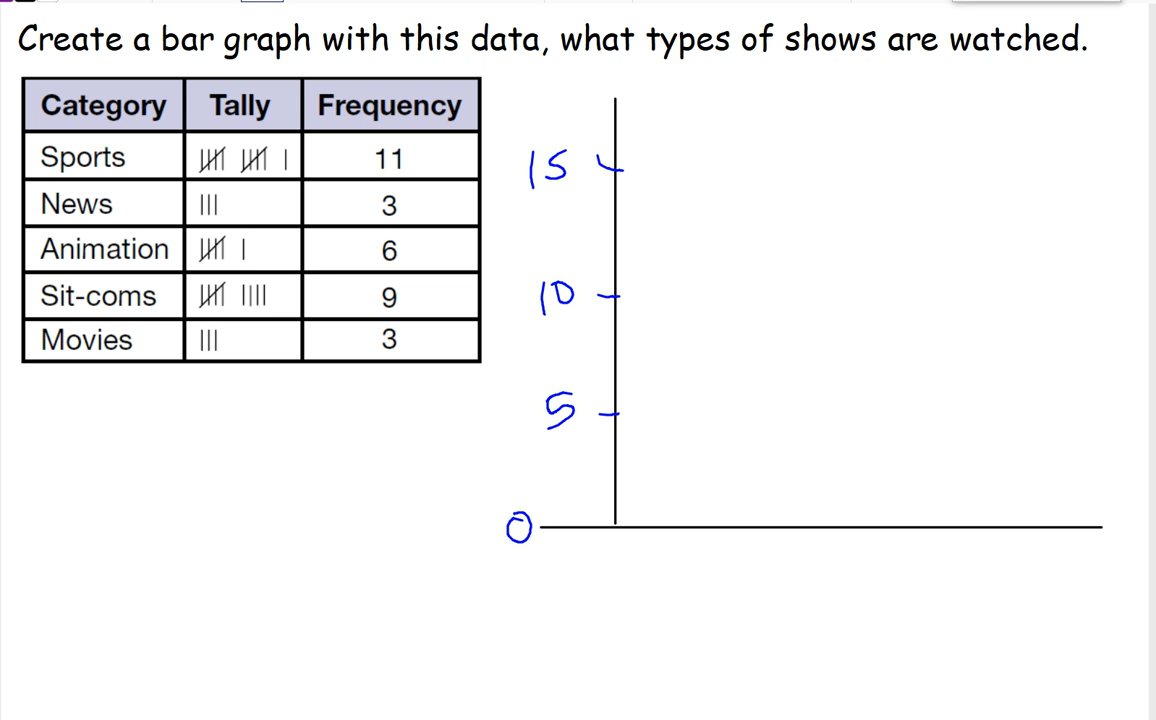 Create a bar graph with this data, what types of shows are watched.
Category Tally Frequency
Sports 11
News 3
Animation 6
Sit-coms 9
Movies 3
15
10
5
0